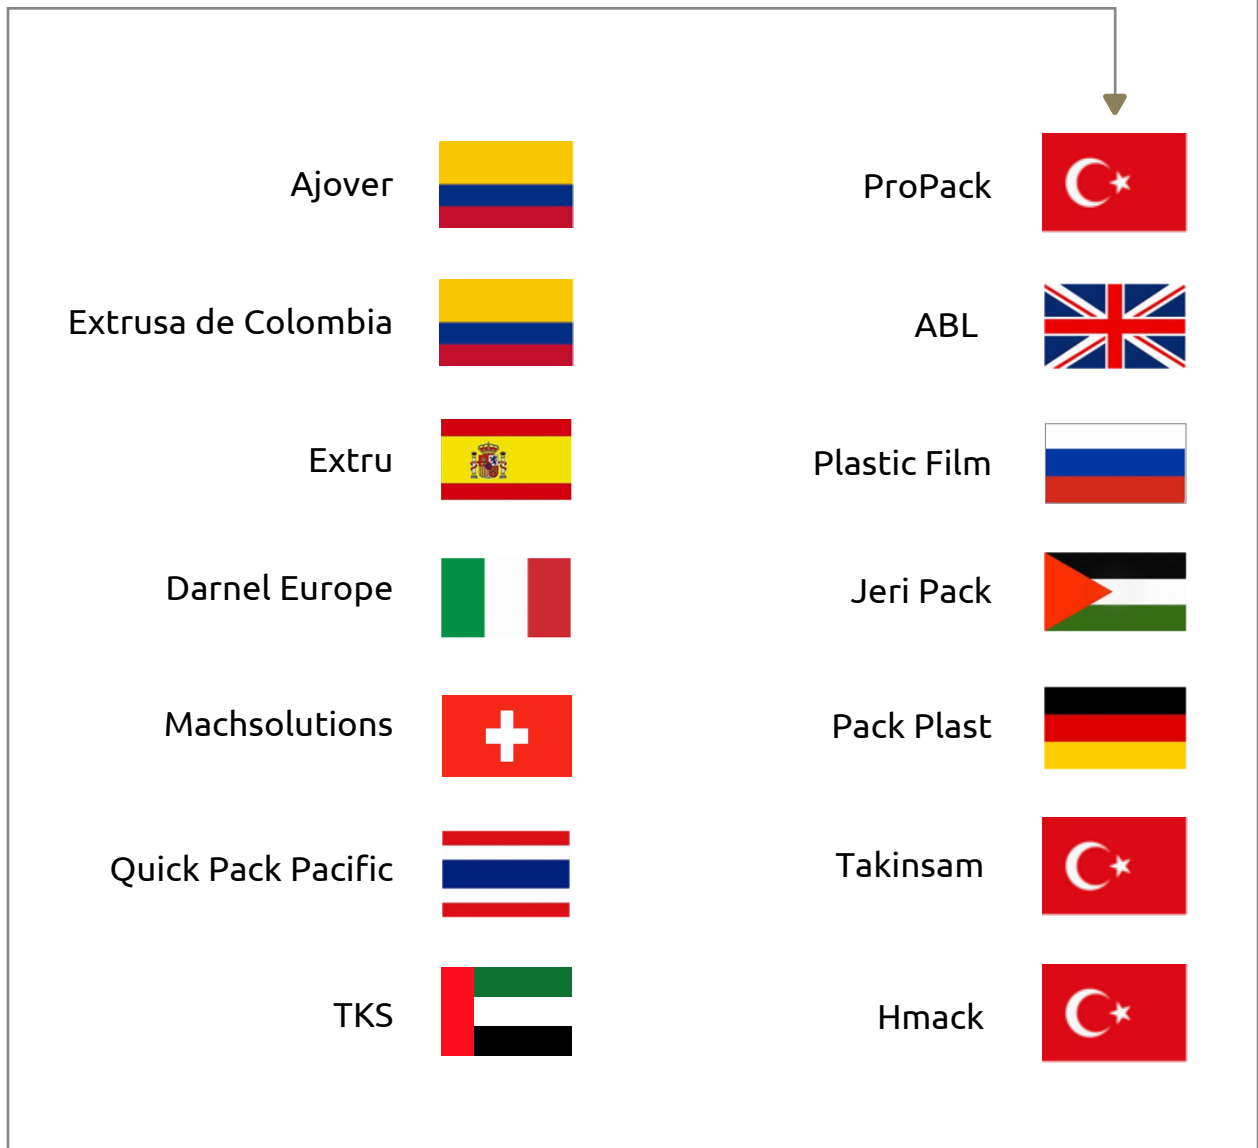 Ajover
Extrusa de Colombia
Extru
Darnel Europe
Machsolutions
Quick Pack Pacific
TKS
ProPack
ABL
Plastic Film
Jeri Pack
Pack Plast
Takinsam
Hmack